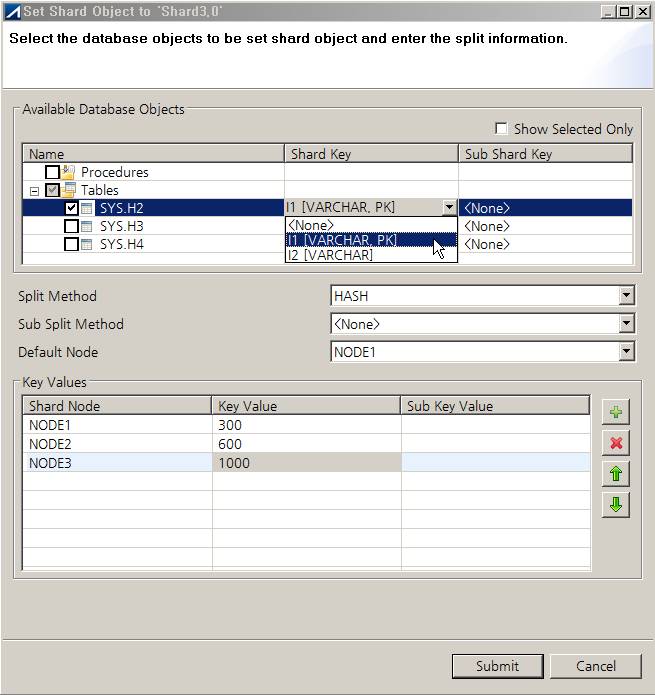 Set Shard Object to 'Shard3,0'
Select the database objects to be set shard object and enter the split information.
Available Database Objects
Show Selected Only
Name Shard Key Sub Shard Key
Procedures
Tables
SYS.H2 I1 [VARCHAR, PK] <None>
SYS.H3 <None> <None>
I1 [VARCHAR, PK]
SYS.H4 I2 [VARCHAR] <None>
Split Method HASH
Sub Split Method <None>
Default Node NODE1
Key Values
Shard Node Key Value Sub Key Value
NODE1 300
NODE2 600
NODE3 1000
Submit Cancel